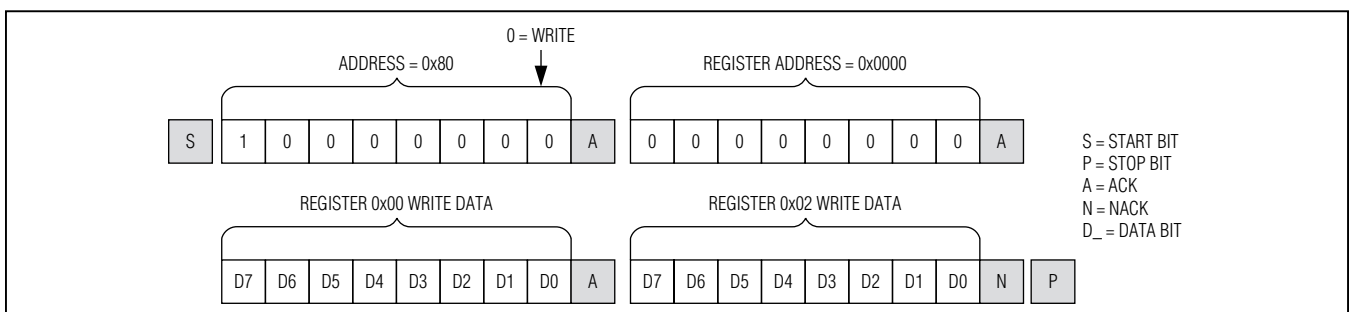 0 = WRITE
ADDRESS = 0x80
REGISTER ADDRESS = 0x0000
S 1 0 0 0 0 0 0 0 A 0 0 0 0 0 0 0 0 A
S = START BIT
P = STOP BIT
A = ACK
N = NACK
D_ = DATA BIT
REGISTER 0x00 WRITE DATA
REGISTER 0x02 WRITE DATA
D7 D6 D5 D4 D3 D2 D1 D0 A D7 D6 D5 D4 D3 D2 D1 D0 N P